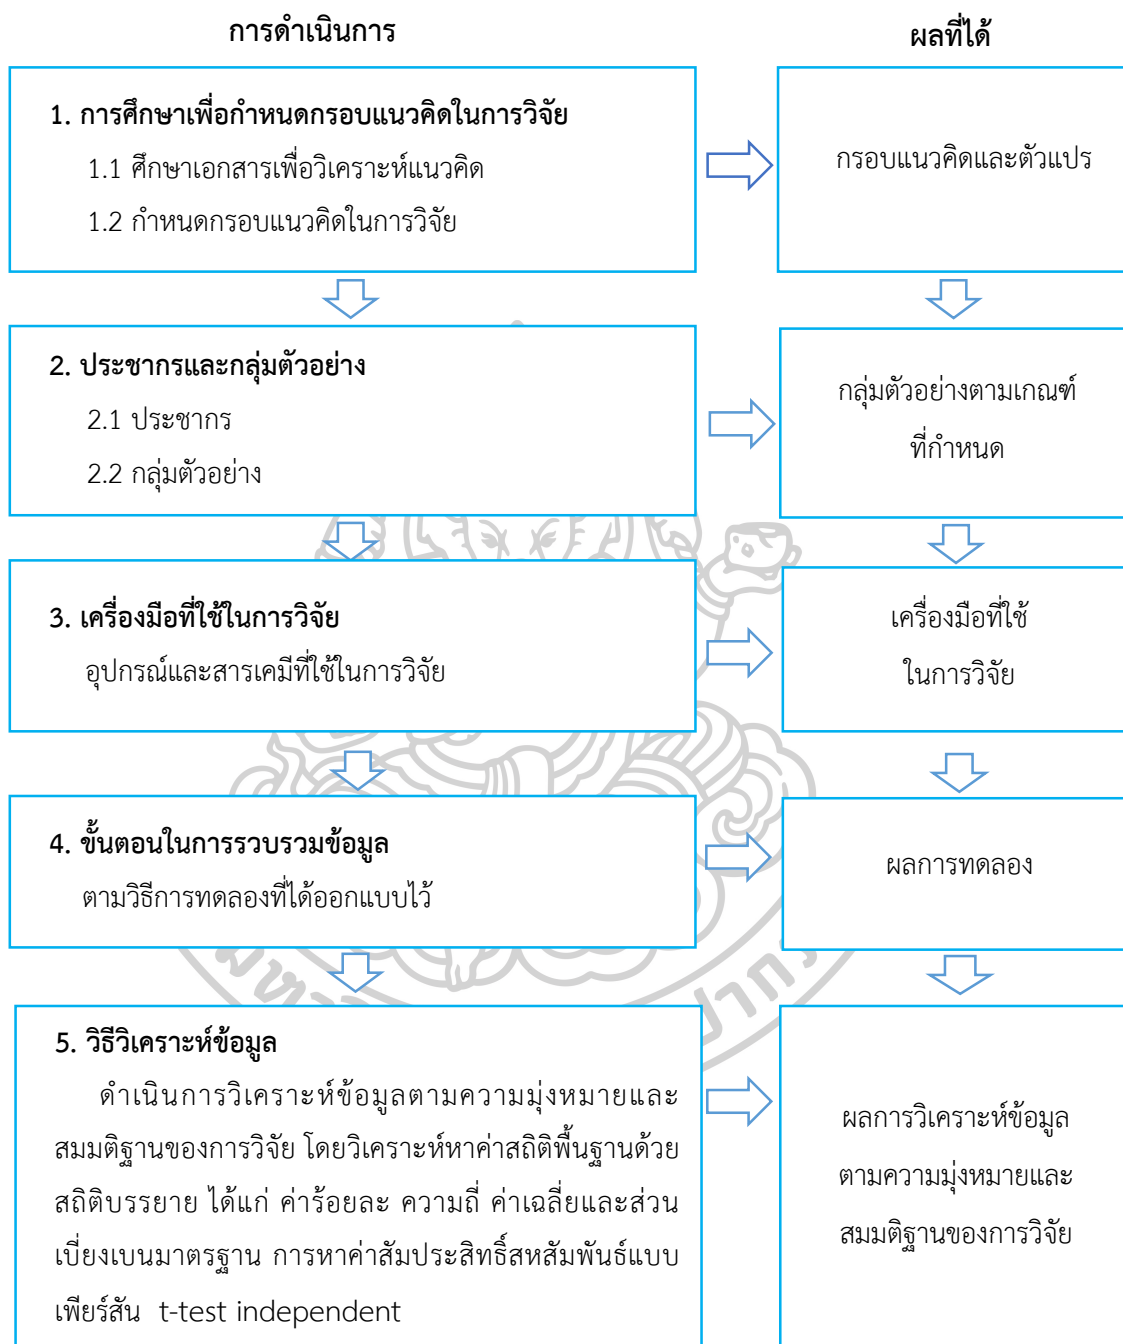 การดำเนินการ
ผลที่ได้
1. การศึกษาเพื่อกำหนดกรอบแนวคิดในการวิจัย
1.1 ศึกษาเอกสารเพื่อวิเคราะห์แนวคิด
1.2 กำหนดกรอบแนวคิดในการวิจัย
กรอบแนวคิดและตัวแปร
2. ประชากรและกลุ่มตัวอย่าง
2.1 ประชากร
2.2 กลุ่มตัวอย่าง
กลุ่มตัวอย่างตามเกณฑ์
ที่กำหนด
3. เครื่องมือที่ใช้ในการวิจัย
อุปกรณ์และสารเคมีที่ใช้ในการวิจัย
เครื่องมือที่ใช้
ในการวิจัย
4. ขั้นตอนในการรวบรวมข้อมูล
ตามวิธีการทดลองที่ได้ออกแบบไว้
ผลการทดลอง
5. วิธีวิเคราะห์ข้อมูล
ดำเนินการวิเคราะห์ข้อมูลตามความมุ่งหมายและ
สมมติฐานของการวิจัย โดยวิเคราะห์หาค่าสถิติพื้นฐานด้วย
สถิติบรรยาย ได้แก่ ค่าร้อยละ ความถี่ ค่าเฉลี่ยและส่วน
เบี่ยงเบนมาตรฐาน การหาค่าสัมประสิทธิ์สหสัมพันธ์แบบ
เพียร์สัน t-test independent
ผลการวิเคราะห์ข้อมูล
ตามความมุ่งหมายและ
สมมติฐานของการวิจัย